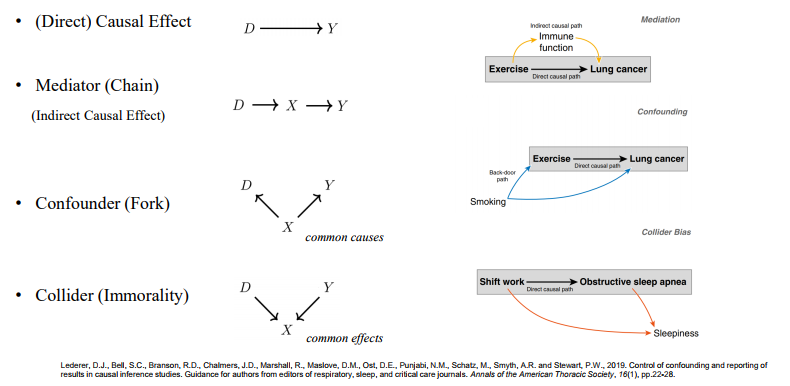 • (Direct) Causal Effect
D → Y
• Mediator (Chain)
(Indirect Causal Effect)
D → X → Y
• Confounder (Fork)
D Y
X
common causes
• Collider (Immorality)
D Y
X
common effects
Mediation
Indirect causal path
Immune
function
Exercise Lung cancer
Direct causal path
Confounding
Exercise Lung cancer
Direct causal path
Back-door
path
Smoking
Collider Bias
Shift work Obstructive sleep apnea
Direct causal path
Sleepiness
Lederer, D.J., Bell, S.C., Branson, R.D., Chalmers, J.D., Marshall, R., Maslove, D.M., Ost, D.E., Punjabi, N.M., Schatz, M., Smyth, A.R. and Stewart, P.W., 2019. Control of confounding and reporting of
results in causal inference studies. Guidance for authors from editors of respiratory, sleep, and critical care journals. Annals of the American Thoracic Society, 16(1), pp.22-28.